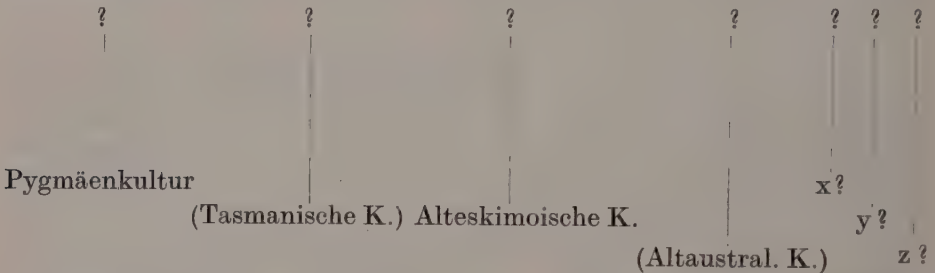 ? ? ? ? ? ? ?
Pygmäenkultur x?
(Tasmanische K.) Alteskimoische K. y?
(Altaustral. K.) z?